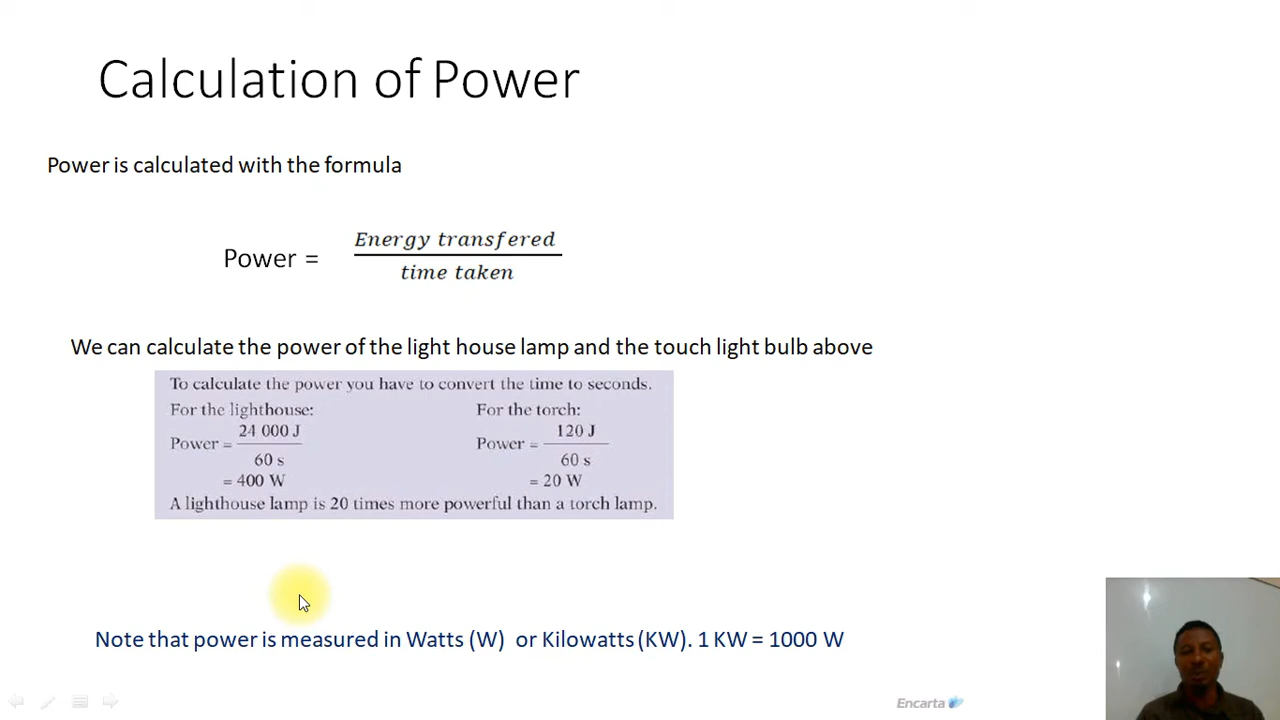 Calculation of Power
Power is calculated with the formula
Power = Energy transfered
time taken
We can calculate the power of the light house lamp and the touch light bulb above
To calculate the power you have to convert the time to seconds.
For the lighthouse: For the torch:
Power = 24 000 J Power = 120 J
60 s 60 s
= 400 W = 20 W
A lighthouse lamp is 20 times more powerful than a torch lamp.
Note that power is measured in Watts (W) or Kilowatts (KW). 1 KW = 1000 W
Encarta